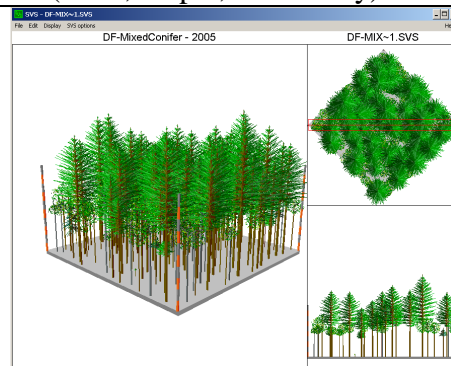 SVS - DF-MIX~1.SVS
File Edit Display SVS options
DF-MixedConifer - 2005
DF-MIX~1.SVS